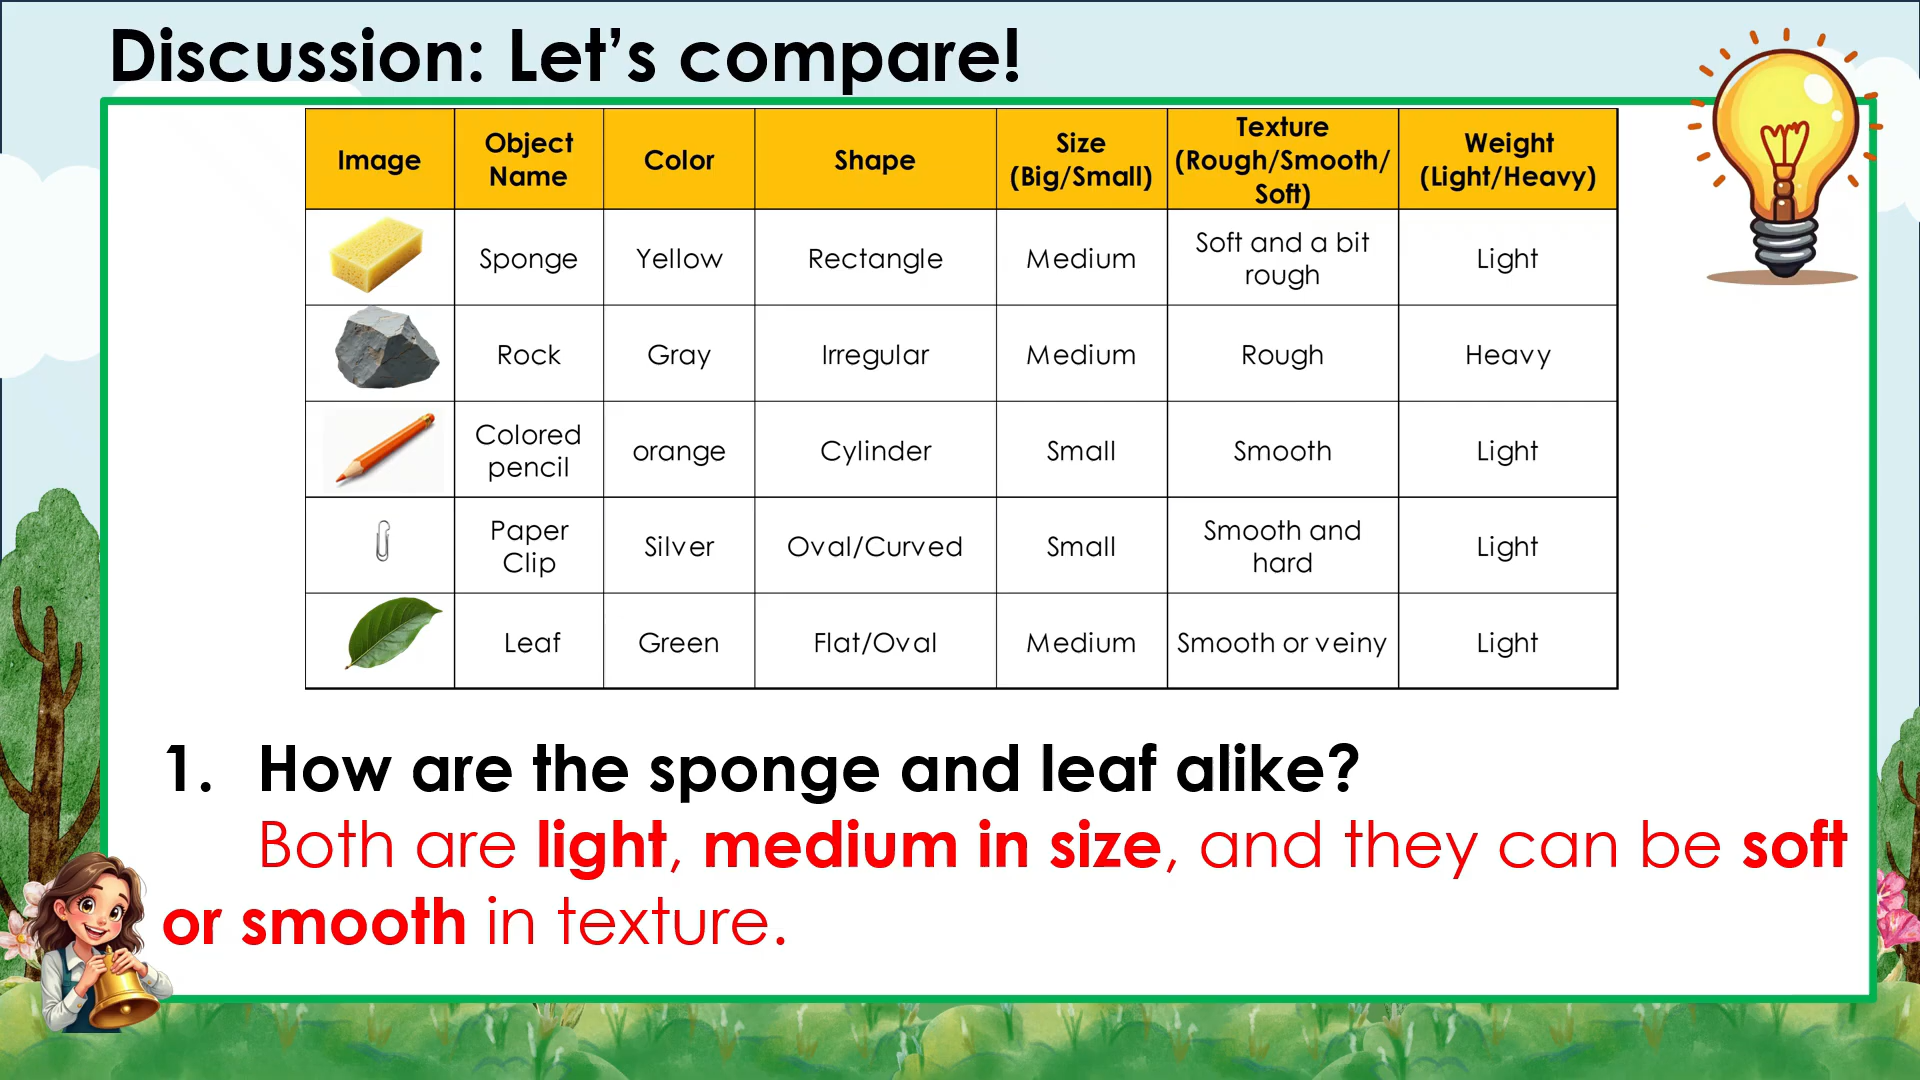 Discussion: Let's compare!
Image Object Name Color Shape Size (Big/Small) Texture (Rough/Smooth/Soft) Weight (Light/Heavy)
Sponge Yellow Rectangle Medium Soft and a bit rough Light
Rock Gray Irregular Medium Rough Heavy
Colored pencil orange Cylinder Small Smooth Light
Paper Clip Silver Oval/Curved Small Smooth and hard Light
Leaf Green Flat/Oval Medium Smooth or veiny Light
1. How are the sponge and leaf alike?
Both are light, medium in size, and they can be soft
or smooth in texture.